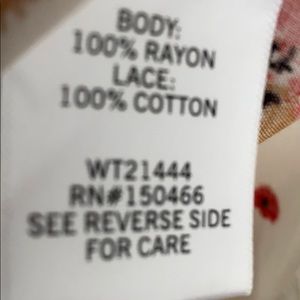 BODY:
100% RAYON
LACE:
100% COTTON
WT21444
RN#150466
SEE REVERSE SIDE
FOR CARE